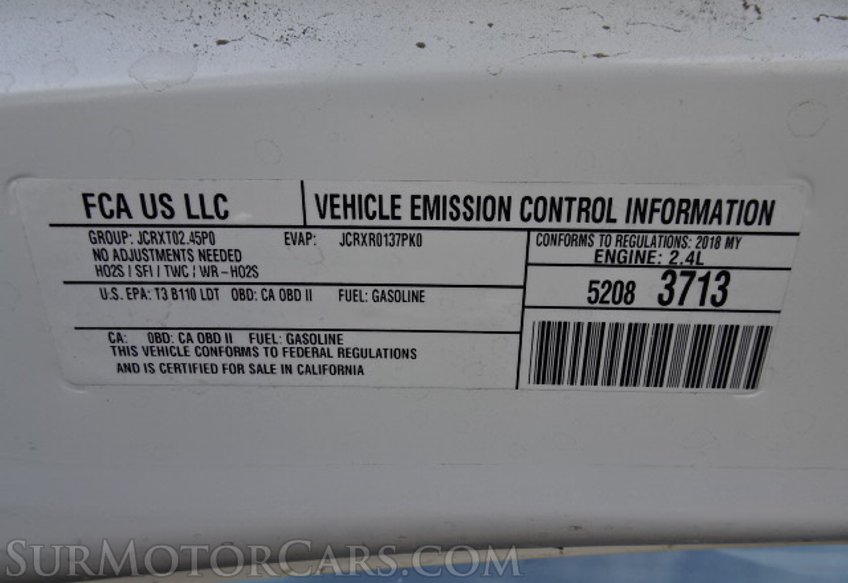 FCA US LLC
VEHICLE EMISSION CONTROL INFORMATION
GROUP: JCRXT02.45P0 EVAP: JCRXR0137PK0
NO ADJUSTMENTS NEEDED
HO2S / SFI / TWC / WR-HO2S
U.S. EPA: T3 B110 LDT OBD: CA OBD II FUEL: GASOLINE
CA: OBD: CA OBD II FUEL: GASOLINE
THIS VEHICLE CONFORMS TO FEDERAL REGULATIONS
AND IS CERTIFIED FOR SALE IN CALIFORNIA
CONFORMS TO REGULATIONS: 2018 MY
ENGINE: 2.4L
5208 3713
SURMOTORCARS.COM